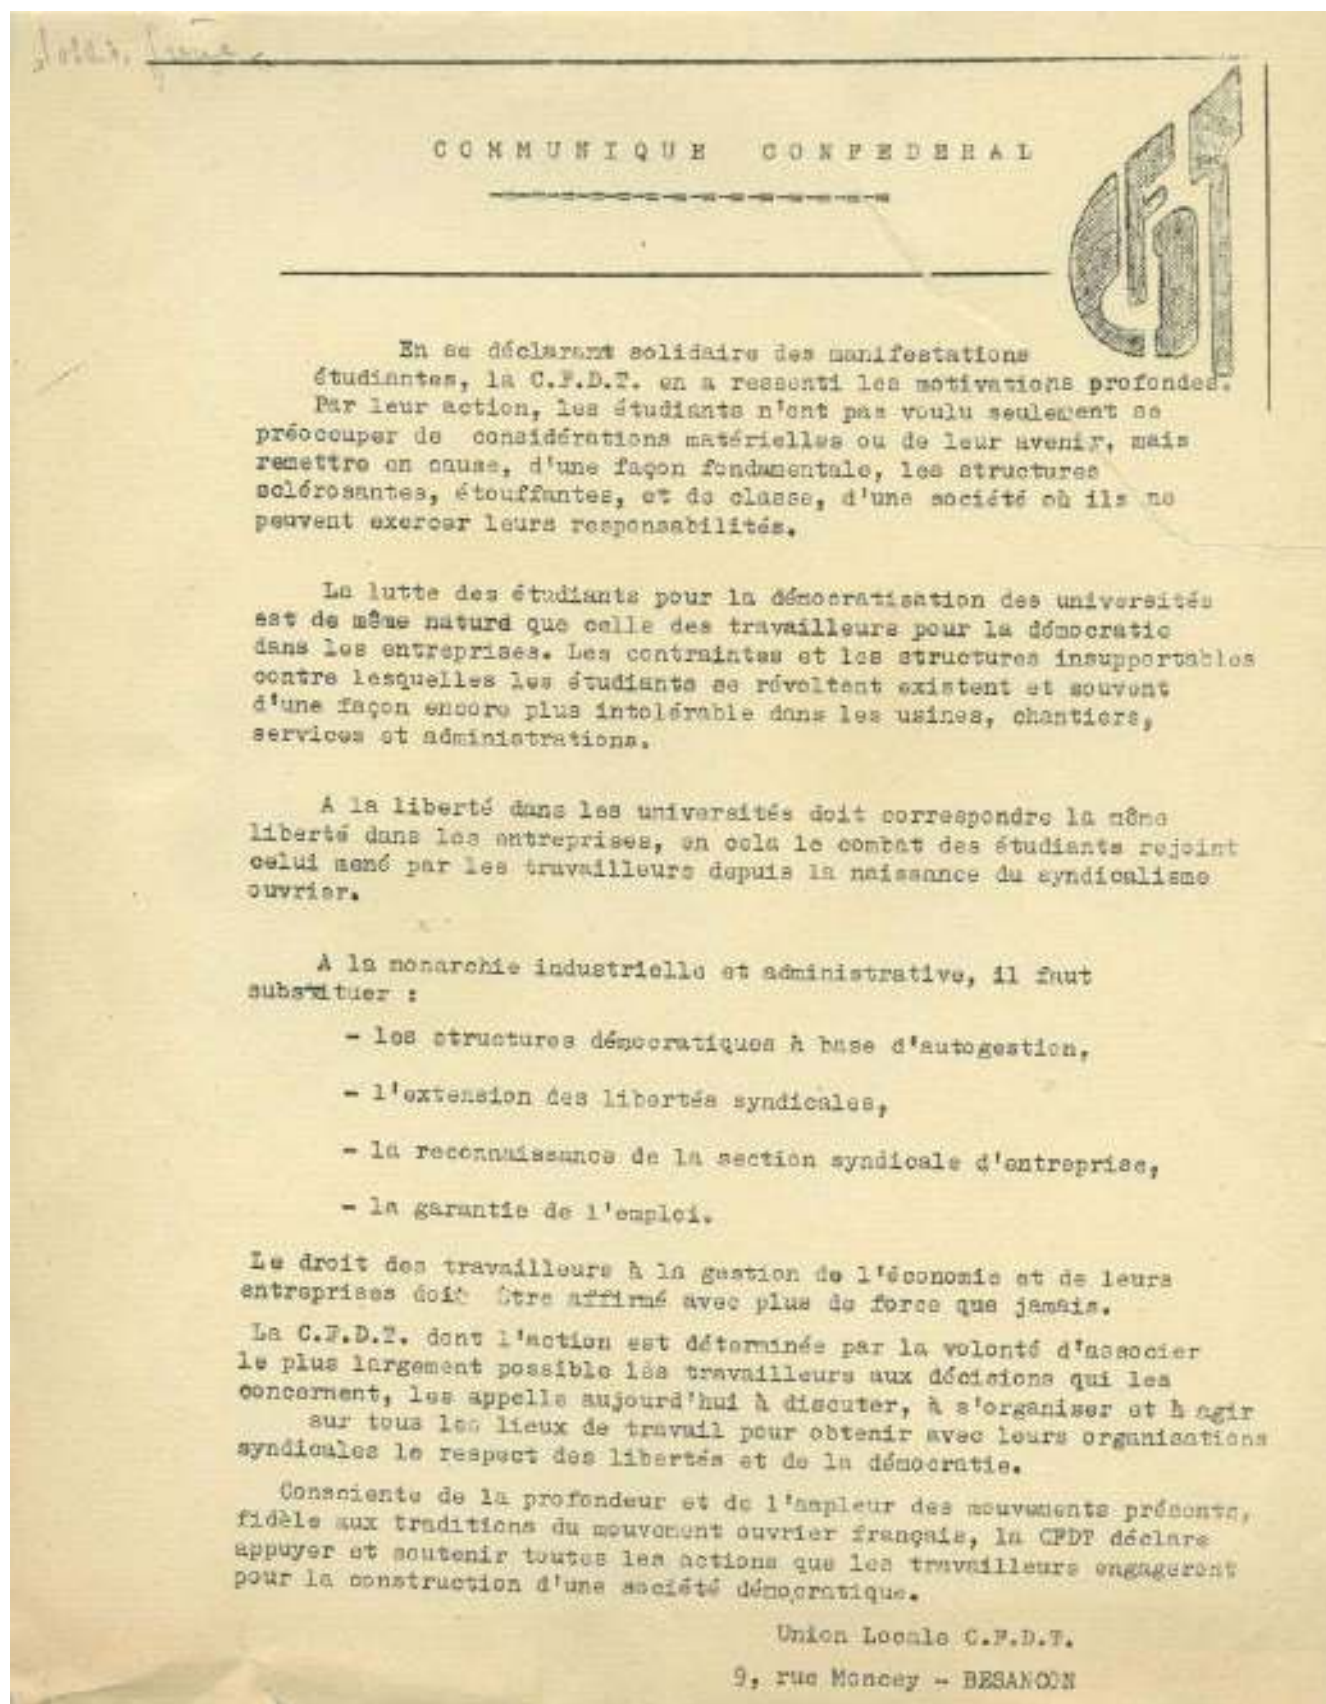 COMMUNIQUE CONFEDERAL
CFDT
En se déclarant solidaire des manifestations
étudiantes, la C.F.D.T. en a ressenti les motivations profondes.
Par leur action, les étudiants n'ont pas voulu seulement se
préoccuper de considérations matérielles ou de leur avenir, mais
remettre en cause, d'une façon fondamentale, les structures
sclérosantes, étouffantes, et de classe, d'une société où ils ne
peuvent exercer leurs responsabilités.
La lutte des étudiants pour la démocratisation des universités
est de même naturd que celle des travailleurs pour la démocratie
dans les entreprises. Les contraintes et les structures insupportables
contre lesquelles les étudiants se révoltent existent et souvent
d'une façon encore plus intolérable dans les usines, chantiers,
services et administrations.
A la liberté dans les universités doit correspondre la même
liberté dans les entreprises, en cela le combat des étudiants rejoint
celui mené par les travailleurs depuis la naissance du syndicalisme
ouvrier.
A la monarchie industrielle et administrative, il faut
substituer :
- les structures démocratiques à base d'autogestion,
- l'extension des libertés syndicales,
- la reconnaissance de la section syndicale d'entreprise,
- la garantie de l'emploi.
Le droit des travailleurs à la gestion de l'économie et de leurs
entreprises doit être affirmé avec plus de force que jamais.
La C.F.D.T. dont l'action est déterminée par la volonté d'associer
le plus largement possible les travailleurs aux décisions qui les
concernent, les appelle aujourd'hui à discuter, à s'organiser et à agir
sur tous les lieux de travail pour obtenir avec leurs organisations
syndicales le respect des libertés et de la démocratie.
Consciente de la profondeur et de l'ampleur des mouvements présents,
fidèle aux traditions du mouvement ouvrier français, la CFDT déclare
appuyer et soutenir toutes les actions que les travailleurs engageront
pour la construction d'une société démocratique.
Union Locale C.F.D.T.
9, rue Moncey - BESANCON